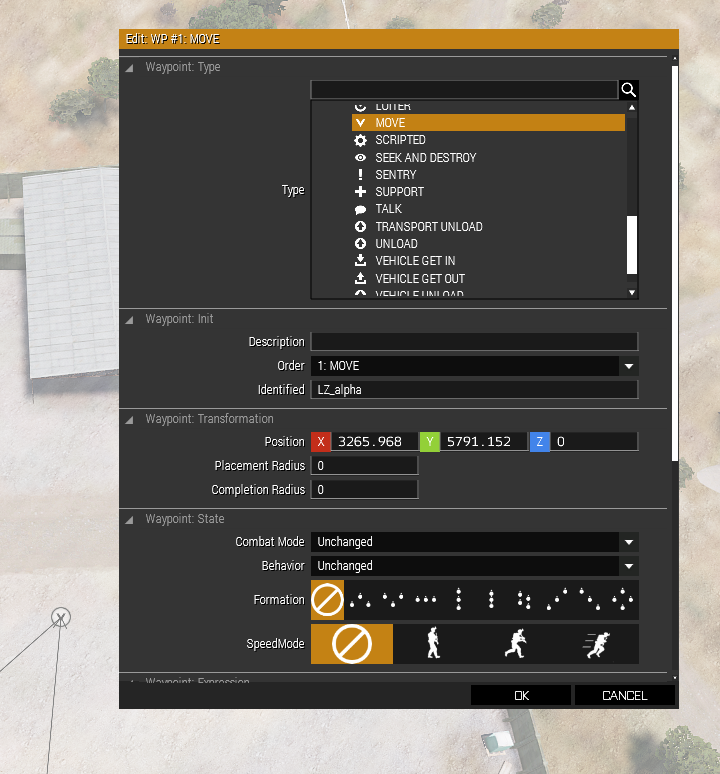 Edit: WP #1: MOVE
Waypoint: Type
LOITER
MOVE
SCRIPTED
SEEK AND DESTROY
SENTRY
Type
SUPPORT
TALK
TRANSPORT UNLOAD
UNLOAD
VEHICLE GET IN
VEHICLE GET OUT
VEHICLE UNLOAD
Waypoint: Init
Description
Order 1: MOVE
Identified LZ_alpha
Waypoint: Transformation
Position X 3265.968 Y 5791.152 Z 0
Placement Radius 0
Completion Radius 0
Waypoint: State
Combat Mode Unchanged
Behavior Unchanged
Formation
SpeedMode
Waypoint: Expression
OK CANCEL